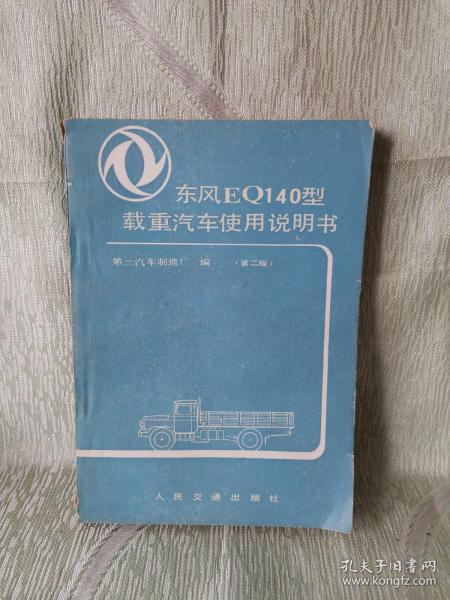 东风EQ140型
载重汽车使用说明书
第二汽车制造厂 编 （第二版）
人民交通出版社
孔夫子旧书网
www.kongfz.com